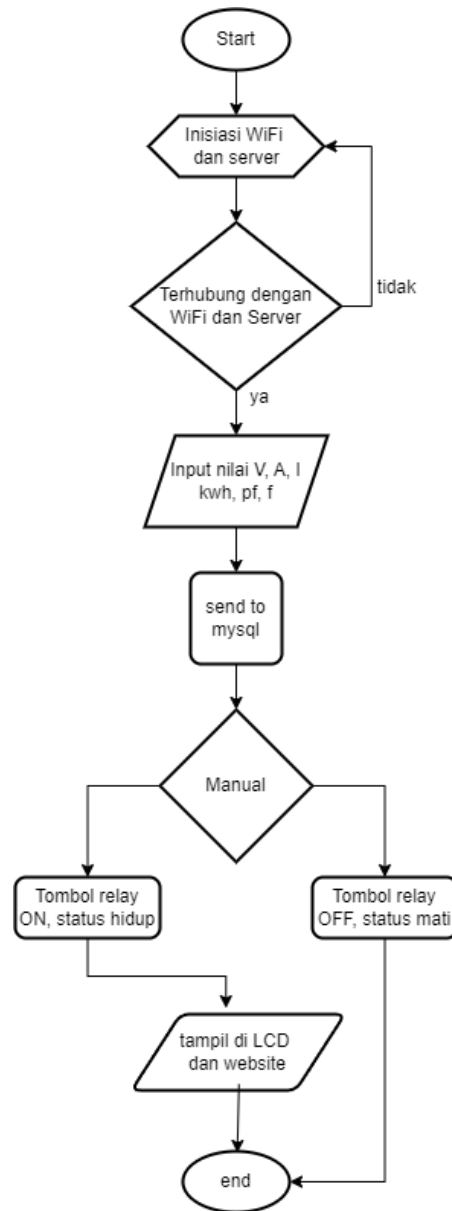 Start
Inisiasi WiFi
dan server
Terhubung dengan
WiFi dan Server
tidak
ya
Input nilai V, A, I
kwh, pf, f
send to
mysql
Manual
Tombol relay
ON, status hidup
Tombol relay
OFF, status mati
tampil di LCD
dan website
end